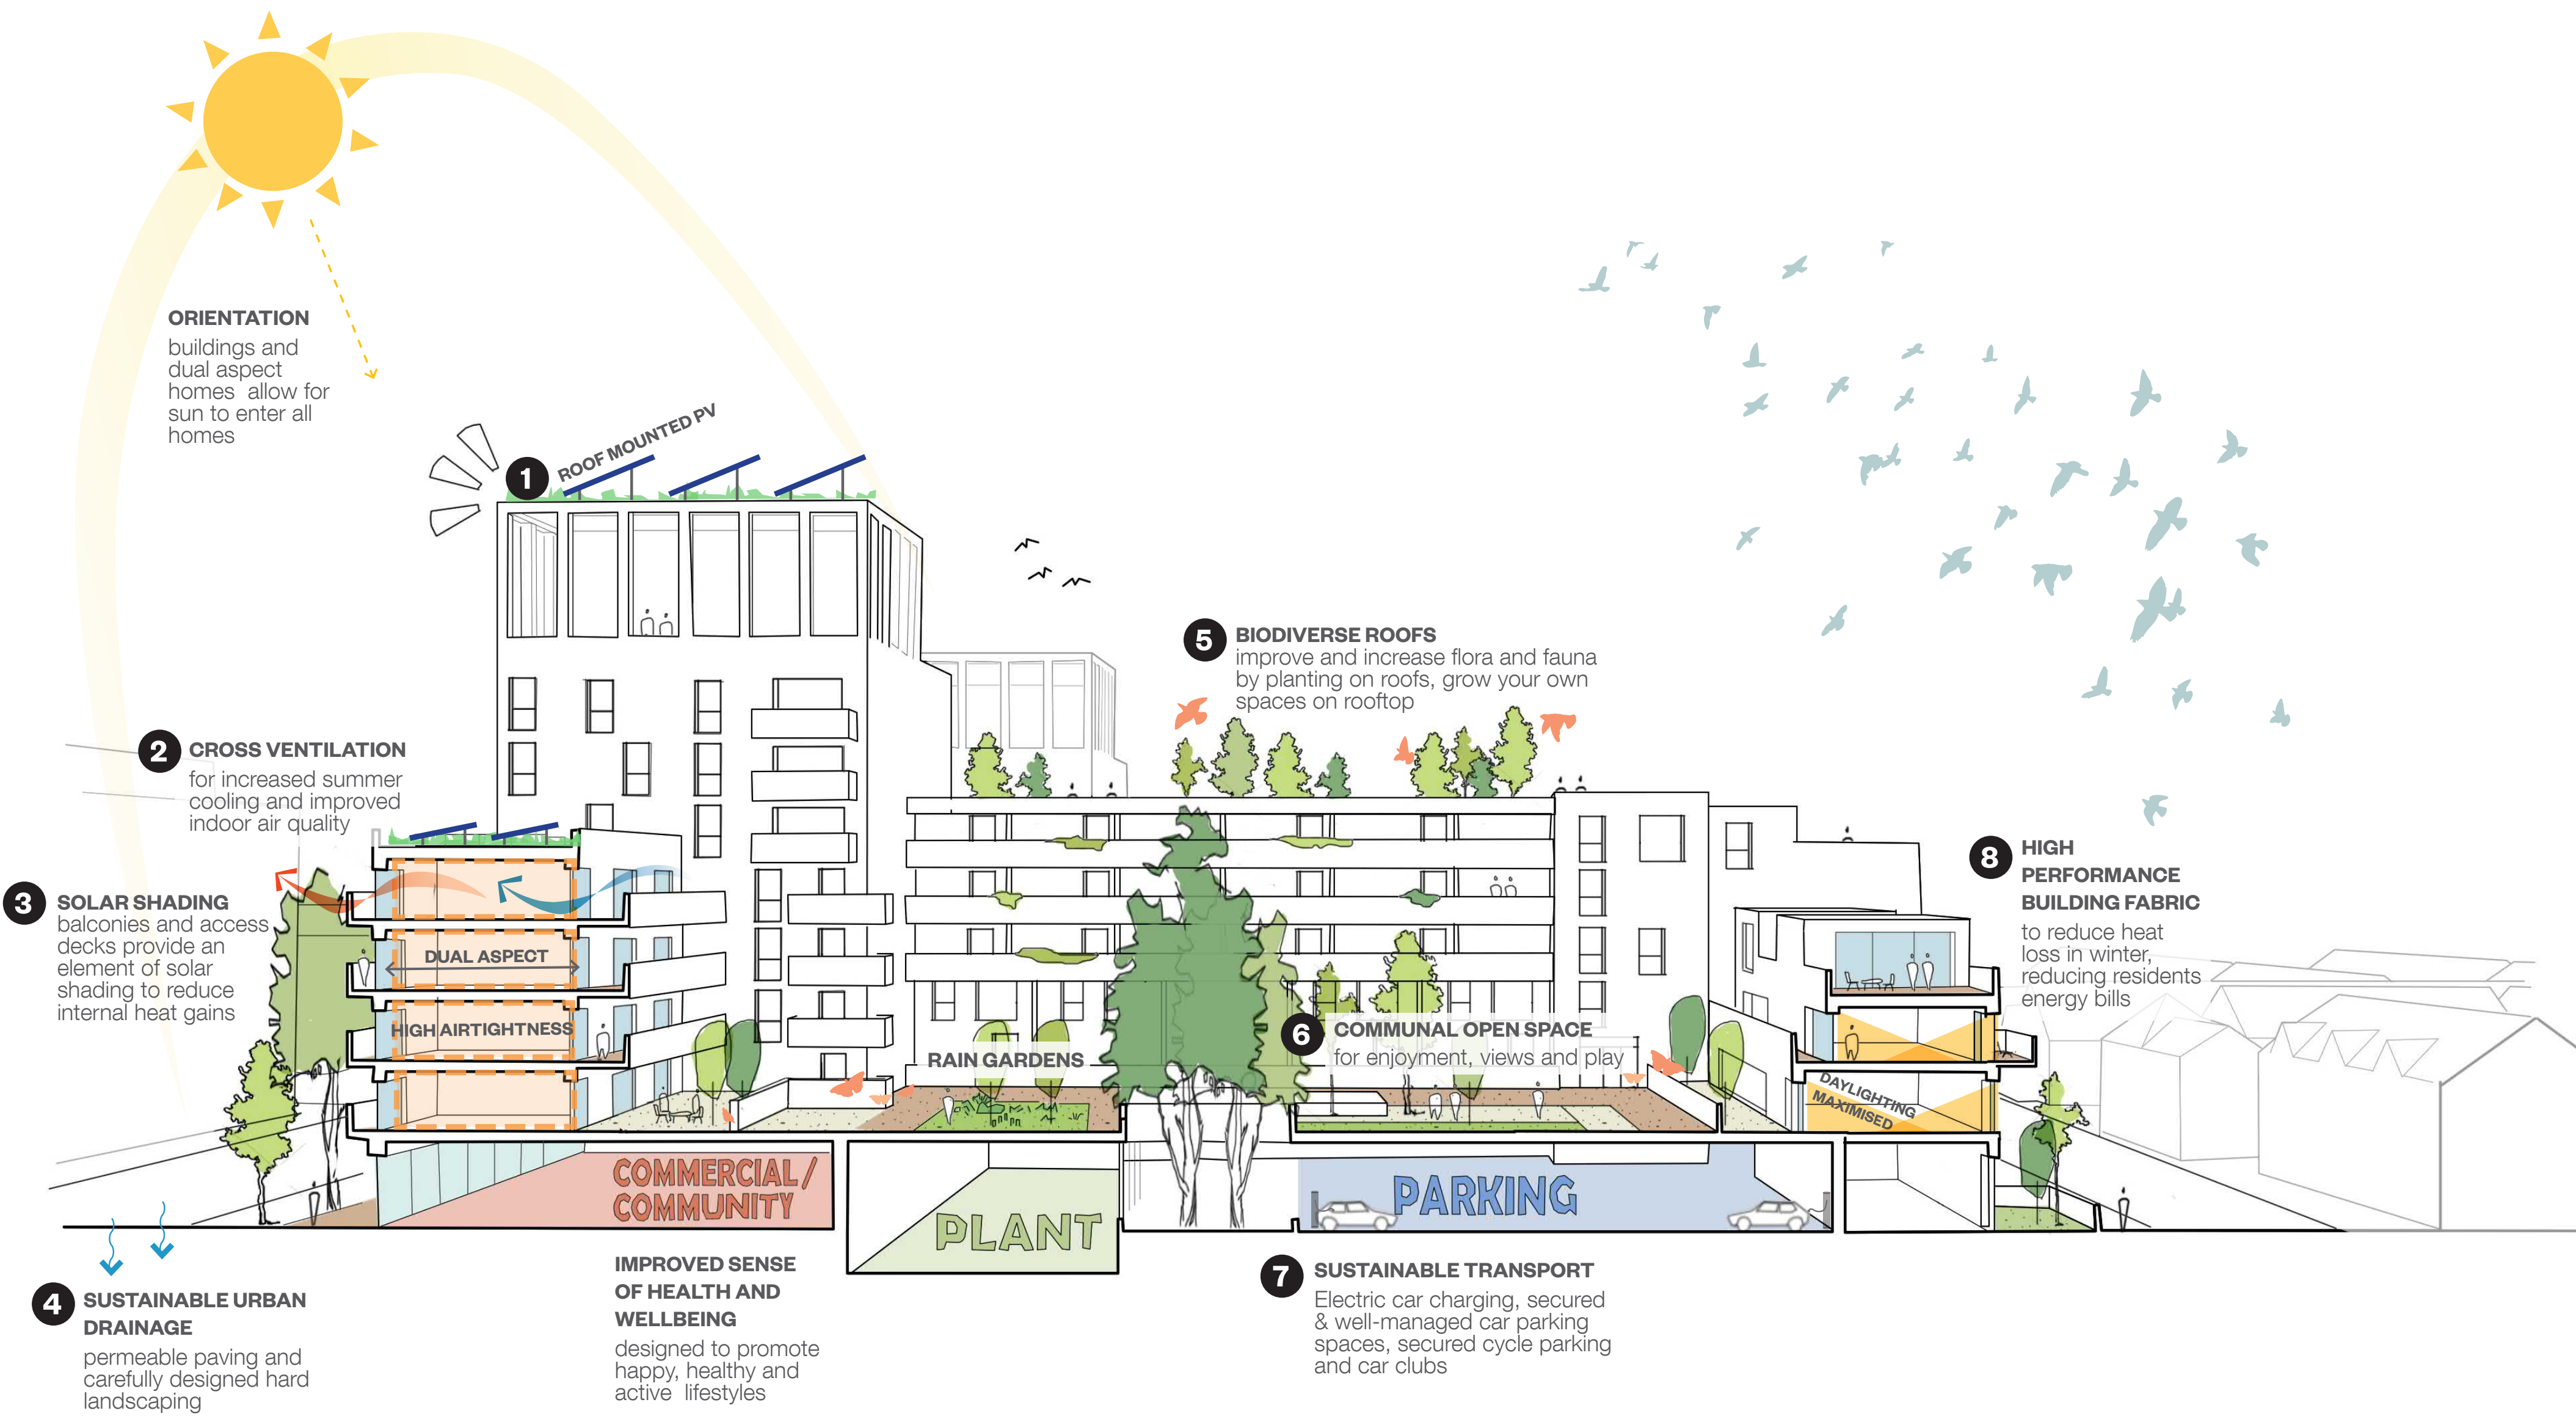 ORIENTATION
buildings and
dual aspect
homes allow for
sun to enter all
homes
1
ROOF MOUNTED PV
2
CROSS VENTILATION
for increased summer
cooling and improved
indoor air quality
3
SOLAR SHADING
balconies and access
decks provide an
element of solar
shading to reduce
internal heat gains
DUAL ASPECT
HIGH AIRTIGHTNESS
5
BIODIVERSE ROOFS
improve and increase flora and fauna
by planting on roofs, grow your own
spaces on rooftop
RAIN GARDENS
6
COMMUNAL OPEN SPACE
for enjoyment, views and play
8
HIGH
PERFORMANCE
BUILDING FABRIC
to reduce heat
loss in winter,
reducing residents
energy bills
DAYLIGHTING
MAXIMISED
COMMERCIAL/
COMMUNITY
PLANT
PARKING
4
SUSTAINABLE URBAN
DRAINAGE
permeable paving and
carefully designed hard
landscaping
IMPROVED SENSE
OF HEALTH AND
WELLBEING
designed to promote
happy, healthy and
active lifestyles
7
SUSTAINABLE TRANSPORT
Electric car charging, secured
& well-managed car parking
spaces, secured cycle parking
and car clubs